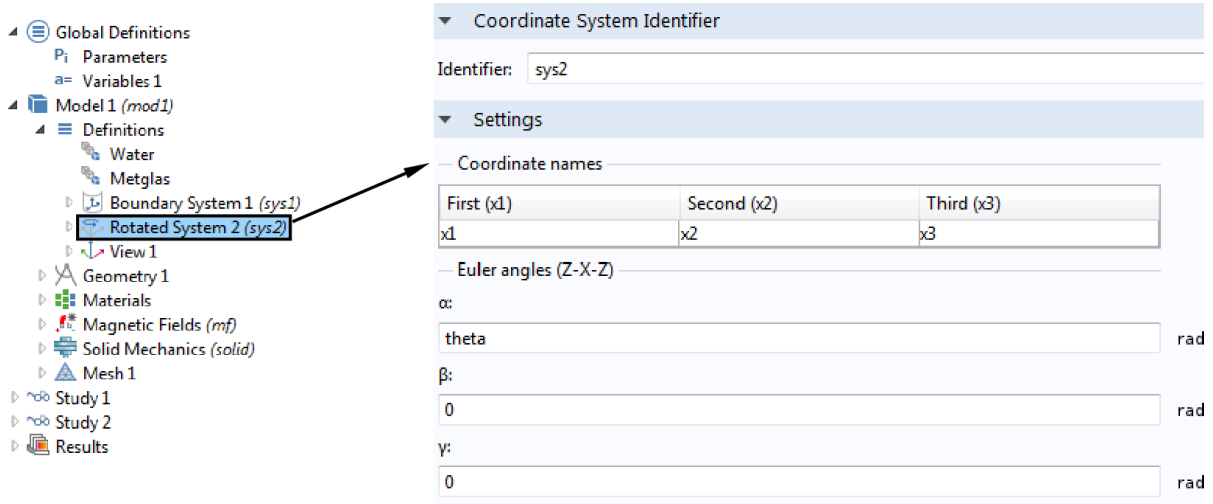 Global Definitions
Pi Parameters
a= Variables 1
Model 1 (mod1)
Definitions
Water
Metglas
Boundary System 1 (sys1)
Rotated System 2 (sys2)
View 1
Geometry 1
Materials
Magnetic Fields (mf)
Solid Mechanics (solid)
Mesh 1
Study 1
Study 2
Results
Coordinate System Identifier
Identifier: sys2
Settings
Coordinate names
First (x1) Second (x2) Third (x3)
x1 x2 x3
Euler angles (Z-X-Z)
α:
theta rad
β:
0 rad
γ:
0 rad